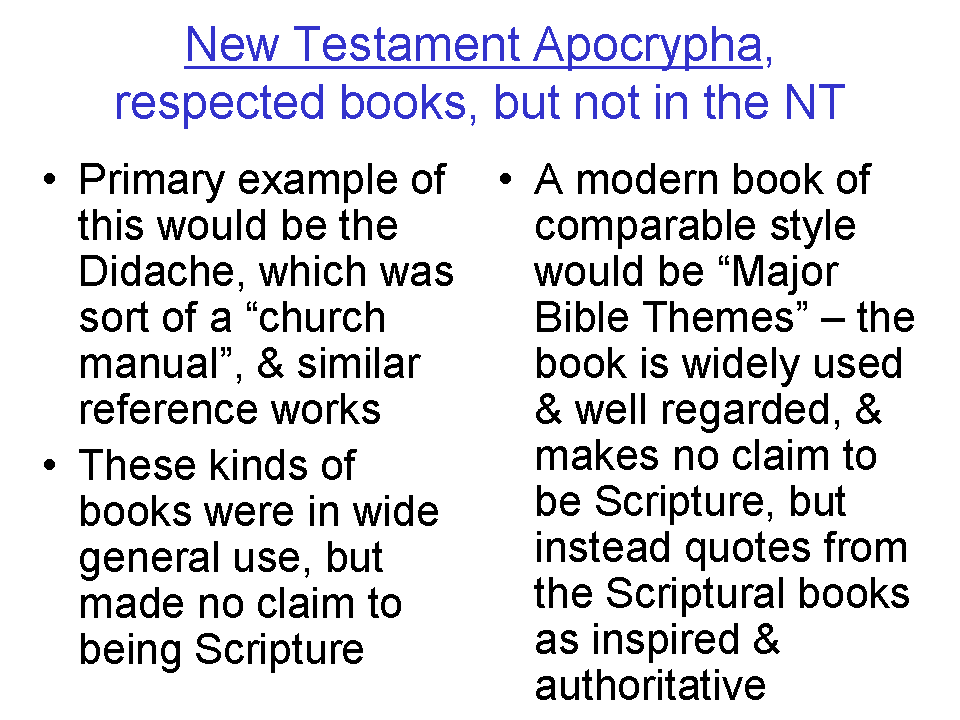 New Testament Apocrypha,
respected books, but not in the NT
• Primary example of
this would be the
Didache, which was
sort of a “church
manual”, & similar
reference works
• These kinds of
books were in wide
general use, but
made no claim to
being Scripture
• A modern book of
comparable style
would be “Major
Bible Themes” – the
book is widely used
& well regarded, &
makes no claim to
be Scripture, but
instead quotes from
the Scriptural books
as inspired &
authoritative